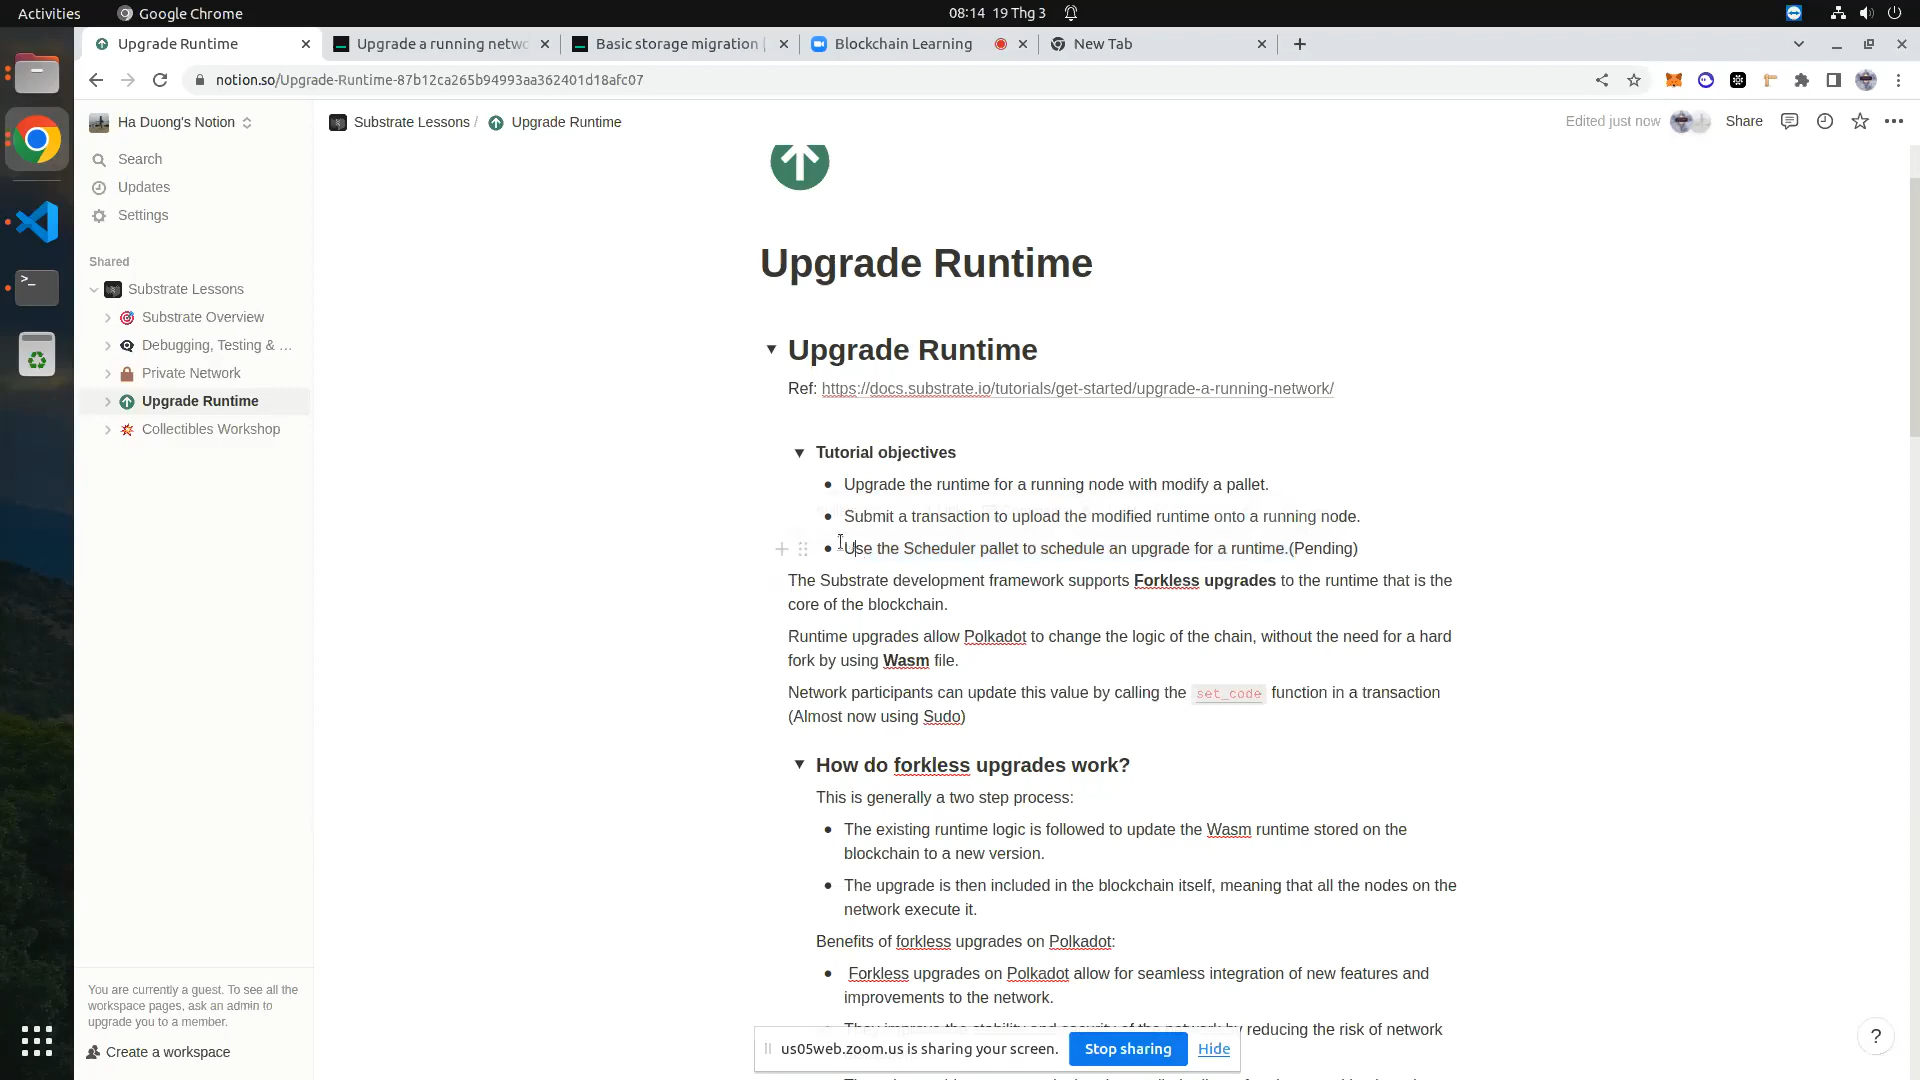 Activities
Google Chrome
08:14 19 Thg 3
Upgrade Runtime
Upgrade a running netwo
Basic storage migration |
Blockchain Learning
New Tab
notion.so/Upgrade-Runtime-87b12ca265b94993aa362401d18afc07
Ha Duong's Notion
Substrate Lessons / Upgrade Runtime
Edited just now
Share
Search
Updates
Settings
Shared
Substrate Lessons
Substrate Overview
Debugging, Testing & ...
Private Network
Upgrade Runtime
Collectibles Workshop
Upgrade Runtime
Upgrade Runtime
Ref: https://docs.substrate.io/tutorials/get-started/upgrade-a-running-network/
Tutorial objectives
Upgrade the runtime for a running node with modify a pallet.
Submit a transaction to upload the modified runtime onto a running node.
Use the Scheduler pallet to schedule an upgrade for a runtime.(Pending)
The Substrate development framework supports Forkless upgrades to the runtime that is the
core of the blockchain.
Runtime upgrades allow Polkadot to change the logic of the chain, without the need for a hard
fork by using Wasm file.
Network participants can update this value by calling the set_code function in a transaction
(Almost now using Sudo)
How do forkless upgrades work?
This is generally a two step process:
The existing runtime logic is followed to update the Wasm runtime stored on the
blockchain to a new version.
The upgrade is then included in the blockchain itself, meaning that all the nodes on the
network execute it.
Benefits of forkless upgrades on Polkadot:
Forkless upgrades on Polkadot allow for seamless integration of new features and
improvements to the network.
They improve the stability and security of the network by reducing the risk of network
us05web.zoom.us is sharing your screen.
Stop sharing
Hide
You are currently a guest. To see all the
workspace pages, ask an admin to
upgrade you to a member.
Create a workspace
?